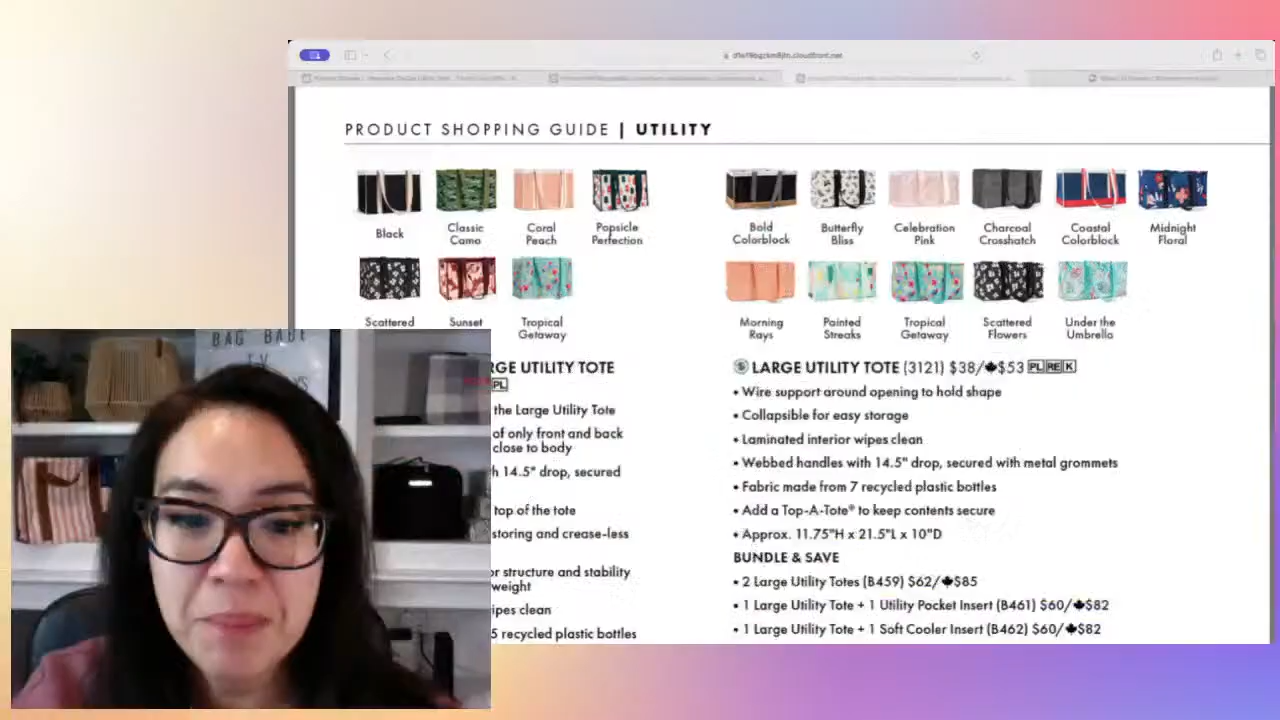 PRODUCT SHOPPING GUIDE | UTILITY
Black
Classic Camo
Coral Peach
Popsicle Perfection
Bold Colorblock
Butterfly Bliss
Celebration Pink
Charcoal Crosshatch
Coastal Colorblock
Midnight Floral
Scattered
Sunset
Tropical Getaway
Morning Rays
Painted Streaks
Tropical Getaway
Scattered Flowers
Under the Umbrella
BAG BABE
RGE UTILITY TOTE
PL
the Large Utility Tote
of only front and back
close to body
h 14.5" drop, secured
top of the tote
storing and crease-less
or structure and stability
weight
ipes clean
5 recycled plastic bottles
LARGE UTILITY TOTE (3121) $38/$53 PL RE K
• Wire support around opening to hold shape
• Collapsible for easy storage
• Laminated interior wipes clean
• Webbed handles with 14.5" drop, secured with metal grommets
• Fabric made from 7 recycled plastic bottles
• Add a Top-A-Tote® to keep contents secure
• Approx. 11.75"H x 21.5"L x 10"D
BUNDLE & SAVE
• 2 Large Utility Totes (B459) $62/$85
• 1 Large Utility Tote + 1 Utility Pocket Insert (B461) $60/$82
• 1 Large Utility Tote + 1 Soft Cooler Insert (B462) $60/$82